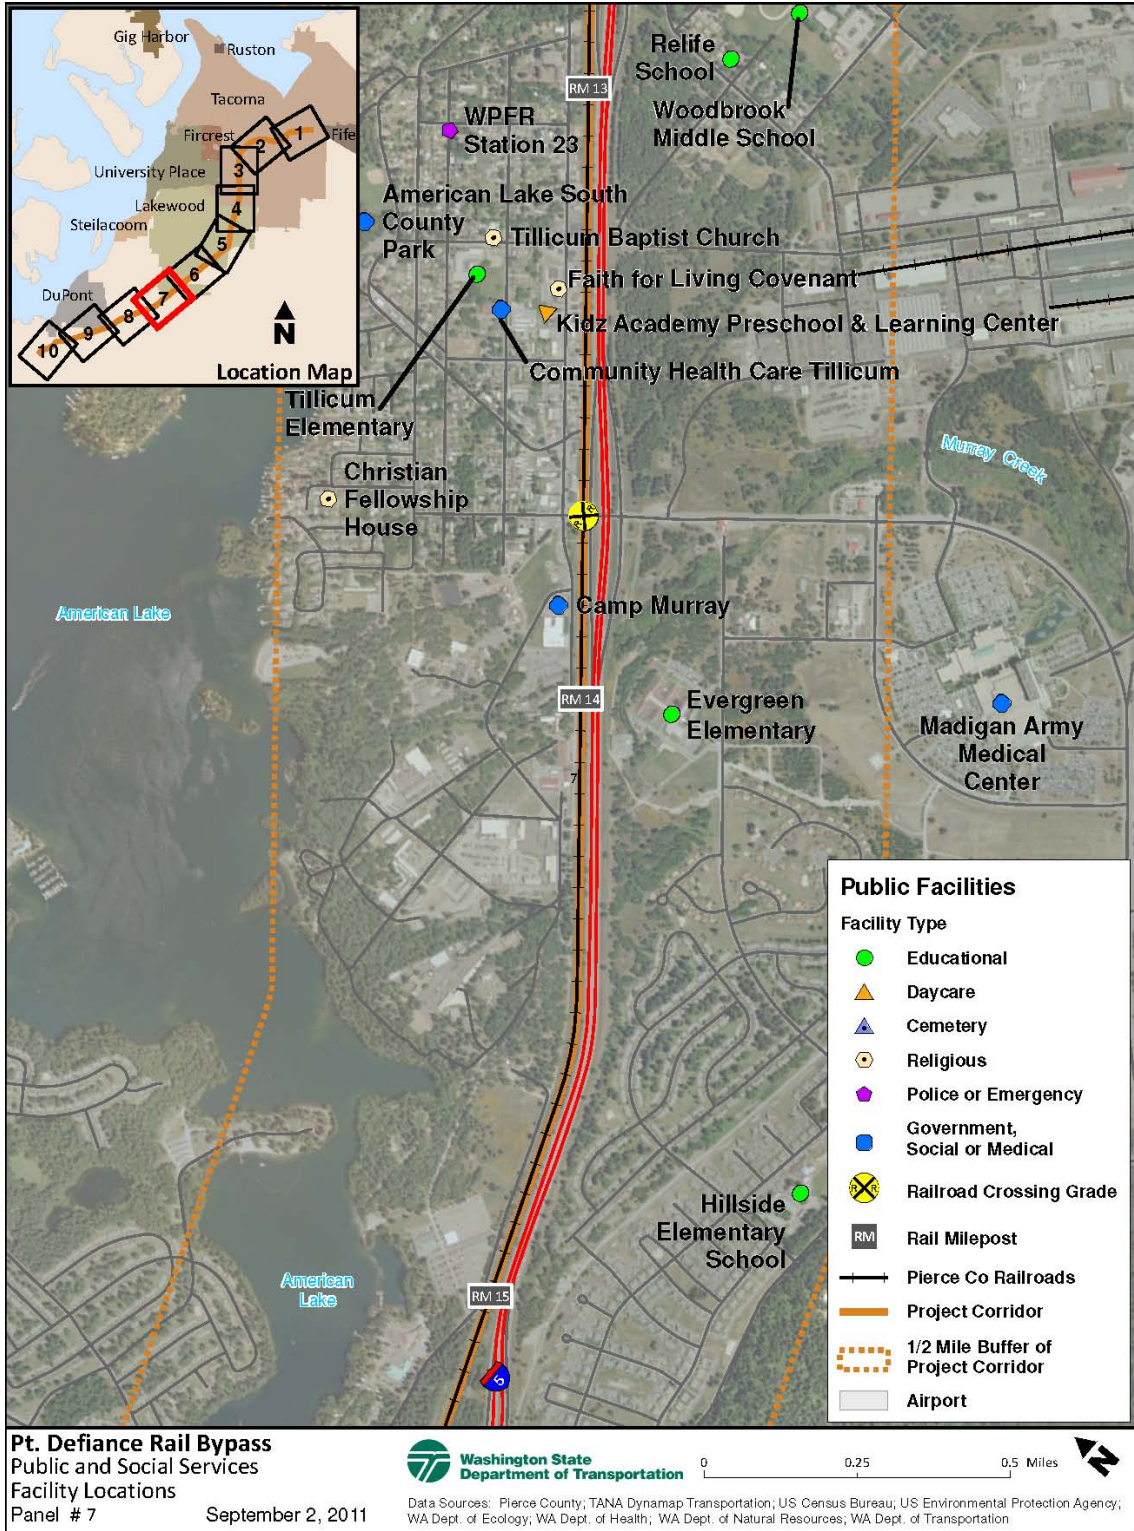 Gig Harbor
Ruston
Tacoma
Fircrest
Fife
University Place
Lakewood
Steilacoom
DuPont
1
2
3
4
5
6
7
8
9
10
N
Location Map
RM 13
Relife
School
Woodbrook
Middle School
WPFR
Station 23
American Lake South
County
Park
Tillicum Baptist Church
Faith for Living Covenant
Kidz Academy Preschool & Learning Center
Community Health Care Tillicum
Tillicum
Elementary
Christian
Fellowship
House
Murray Creek
R R
American Lake
Camp Murray
RM 14
Evergreen
Elementary
Madigan Army
Medical
Center
7
Hillside
Elementary
School
American
Lake
RM 15
5
Public Facilities
Facility Type
Educational
Daycare
Cemetery
Religious
Police or Emergency
Government,
Social or Medical
R R
Railroad Crossing Grade
RM
Rail Milepost
Pierce Co Railroads
Project Corridor
1/2 Mile Buffer of
Project Corridor
Airport
Pt. Defiance Rail Bypass
Public and Social Services
Facility Locations
Panel # 7
September 2, 2011
Washington State
Department of Transportation
0 0.25 0.5 Miles
N
Data Sources: Pierce County; TANA Dynamap Transportation; US Census Bureau; US Environmental Protection Agency;
WA Dept. of Ecology; WA Dept. of Health; WA Dept. of Natural Resources; WA Dept. of Transportation